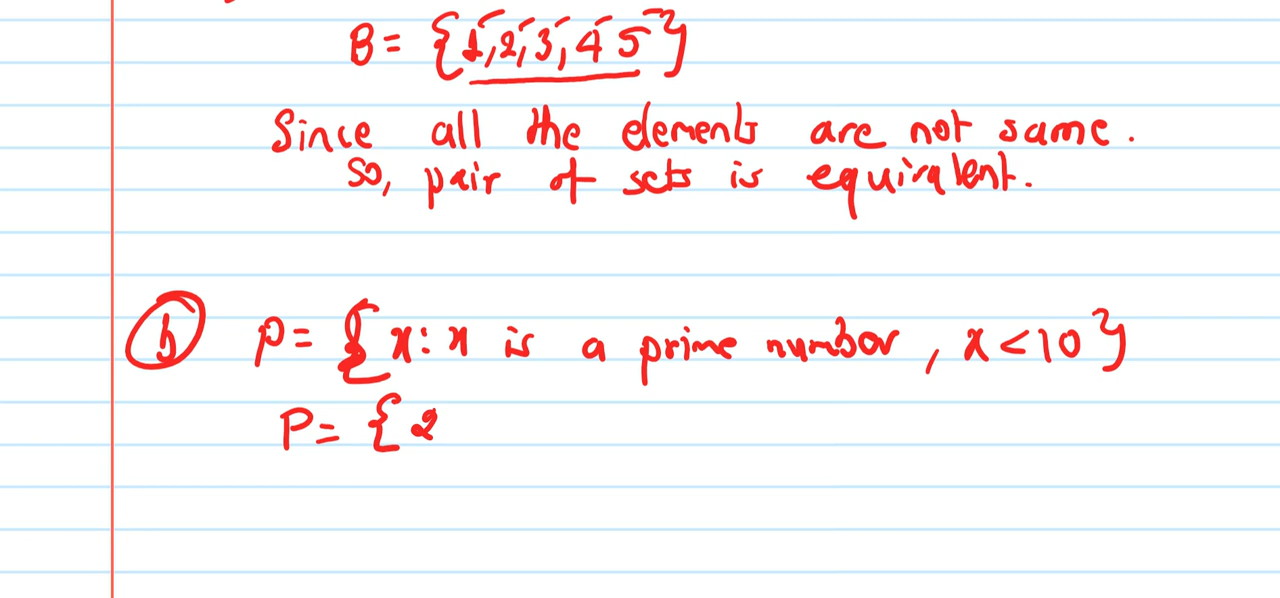 B = {1,2,3,4 5}
Since all the elements are not same.
so, pair of sets is equivalent.
b P = {x : x is a prime number, x < 10}
P = {2